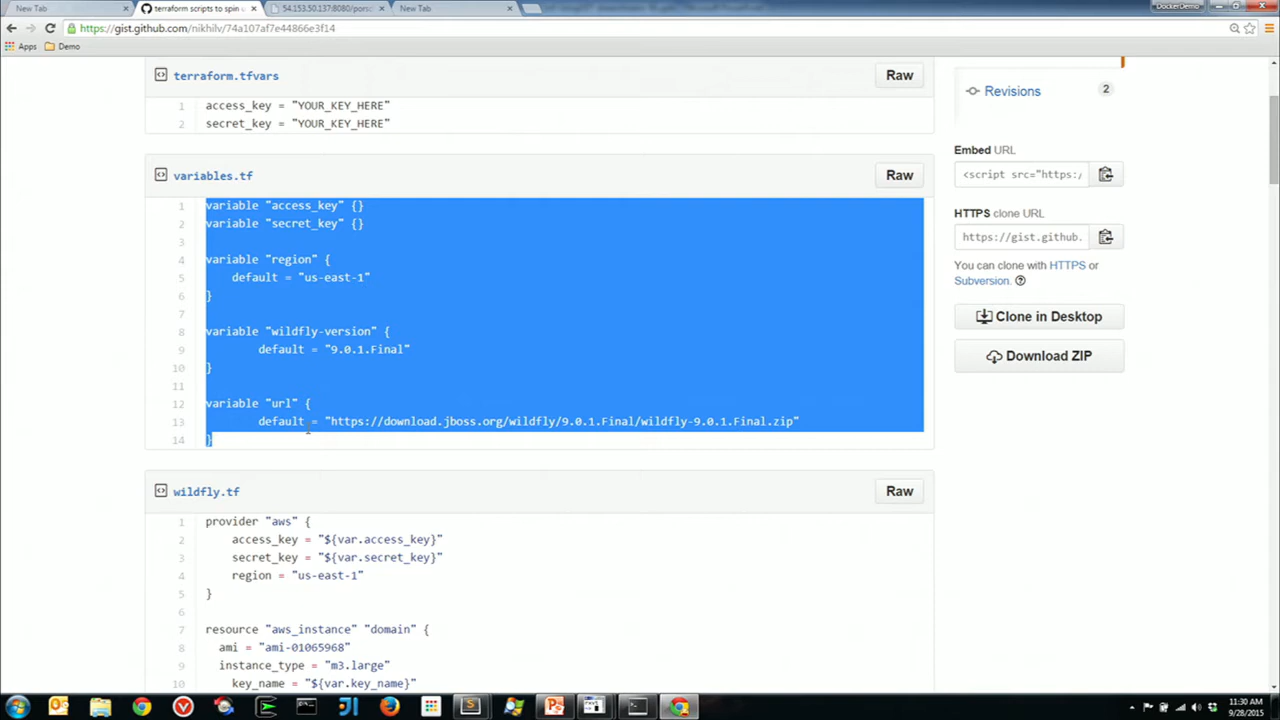 New Tab
terraform scripts to spin u
54.153.50.137:8080/pors
New Tab
DockerDemo
https://gist.github.com/nikhilv/74a107af7e44866e3f14
Apps
Demo
terraform.tfvars
Raw
1 access_key = "YOUR_KEY_HERE"
2 secret_key = "YOUR_KEY_HERE"
variables.tf
Raw
1 variable "access_key" {}
2 variable "secret_key" {}
3
4 variable "region" {
5 default = "us-east-1"
6 }
7
8 variable "wildfly-version" {
9 default = "9.0.1.Final"
10 }
11
12 variable "url" {
13 default = "https://download.jboss.org/wildfly/9.0.1.Final/wildfly-9.0.1.Final.zip"
14 }
wildfly.tf
Raw
1 provider "aws" {
2 access_key = "${var.access_key}"
3 secret_key = "${var.secret_key}"
4 region = "us-east-1"
5 }
6
7 resource "aws_instance" "domain" {
8 ami = "ami-01065968"
9 instance_type = "m3.large"
10 key_name = "${var.key_name}"
Revisions 2
Embed URL
<script src="https:/
HTTPS clone URL
https://gist.github.
You can clone with HTTPS or
Subversion.
Clone in Desktop
Download ZIP
11:30 AM
9/28/2015